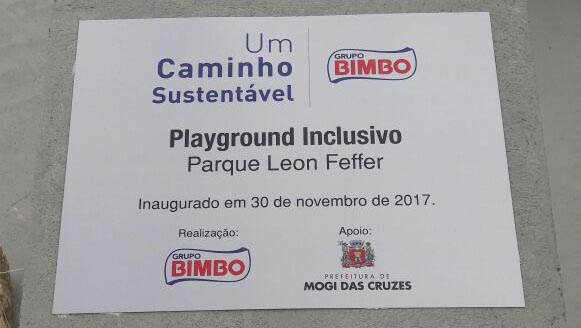 Um
Caminho
Sustentável
GRUPO
BIMBO
Playground Inclusivo
Parque Leon Feffer
Inaugurado em 30 de novembro de 2017.
Realização:
GRUPO
BIMBO
Apoio:
PREFEITURA DE
MOGI DAS CRUZES